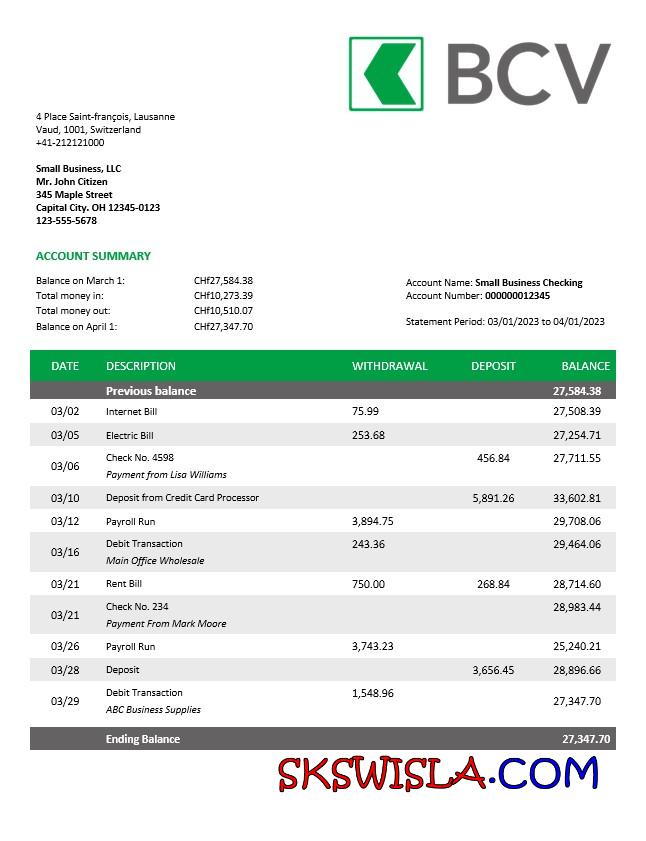 BCV
4 Place Saint-françois, Lausanne
Vaud, 1001, Switzerland
+41-212121000
Small Business, LLC
Mr. John Citizen
345 Maple Street
Capital City. OH 12345-0123
123-555-5678
ACCOUNT SUMMARY
Balance on March 1: CHf27,584.38
Total money in: CHf10,273.39
Total money out: CHf10,510.07
Balance on April 1: CHf27,347.70
Account Name: Small Business Checking
Account Number: 000000012345
Statement Period: 03/01/2023 to 04/01/2023
DATE DESCRIPTION WITHDRAWAL DEPOSIT BALANCE
Previous balance 27,584.38
03/02 Internet Bill 75.99 27,508.39
03/05 Electric Bill 253.68 27,254.71
03/06 Check No. 4598 456.84 27,711.55
Payment from Lisa Williams
03/10 Deposit from Credit Card Processor 5,891.26 33,602.81
03/12 Payroll Run 3,894.75 29,708.06
03/16 Debit Transaction 243.36 29,464.06
Main Office Wholesale
03/21 Rent Bill 750.00 268.84 28,714.60
03/21 Check No. 234 28,983.44
Payment From Mark Moore
03/26 Payroll Run 3,743.23 25,240.21
03/28 Deposit 3,656.45 28,896.66
03/29 Debit Transaction 1,548.96 27,347.70
ABC Business Supplies
Ending Balance 27,347.70
SKSWISLA.COM